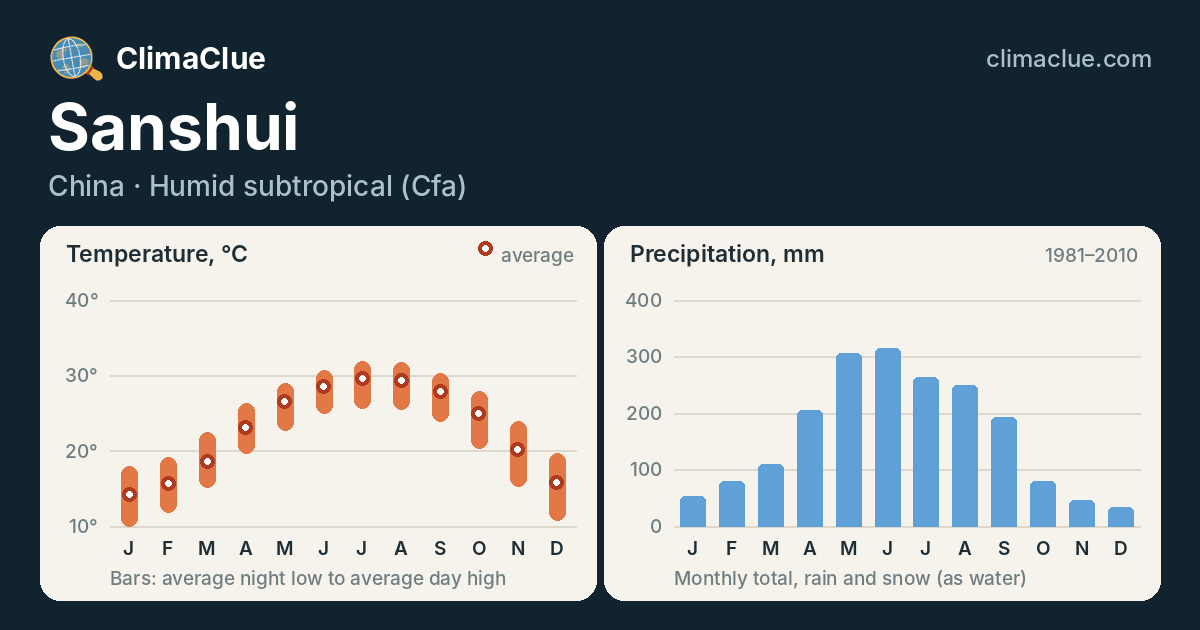 ClimaClue
climaclue.com
Sanshui
China · Humid subtropical (Cfa)
Temperature, °C
average
40°
30°
20°
10°
J F M A M J J A S O N D
Bars: average night low to average day high
Precipitation, mm
1981–2010
400
300
200
100
0
J F M A M J J A S O N D
Monthly total, rain and snow (as water)